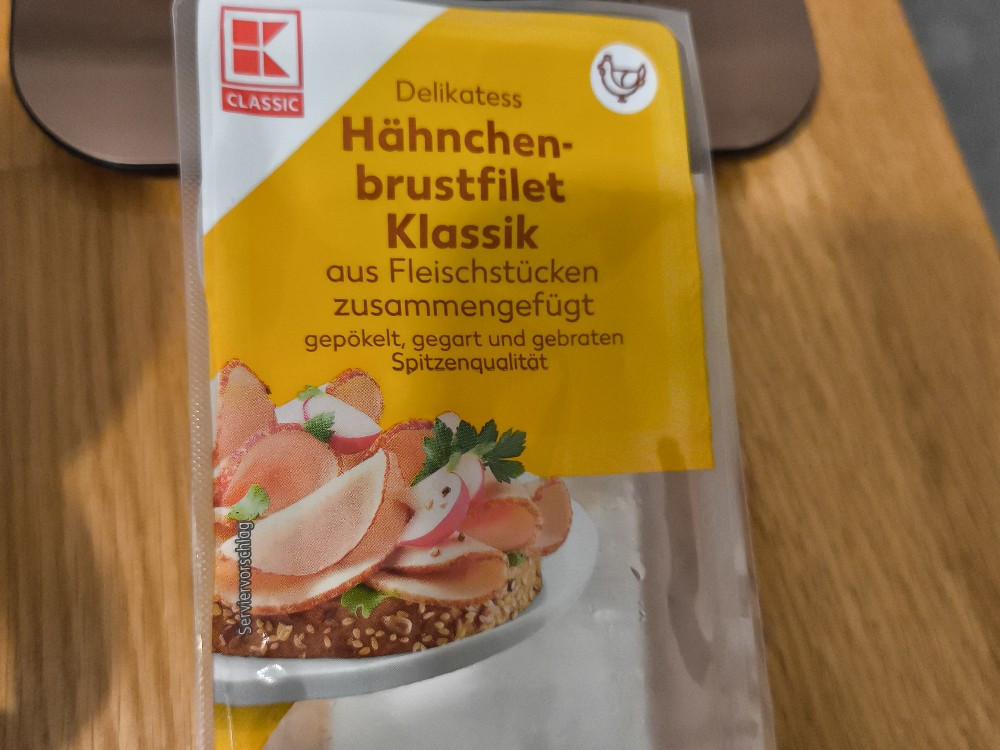 K
CLASSIC
Delikatess
Hähnchen-
brustfilet
Klassik
aus Fleischstücken
zusammengefügt
gepökelt, gegart und gebraten
Spitzenqualität
Serviervorschlag